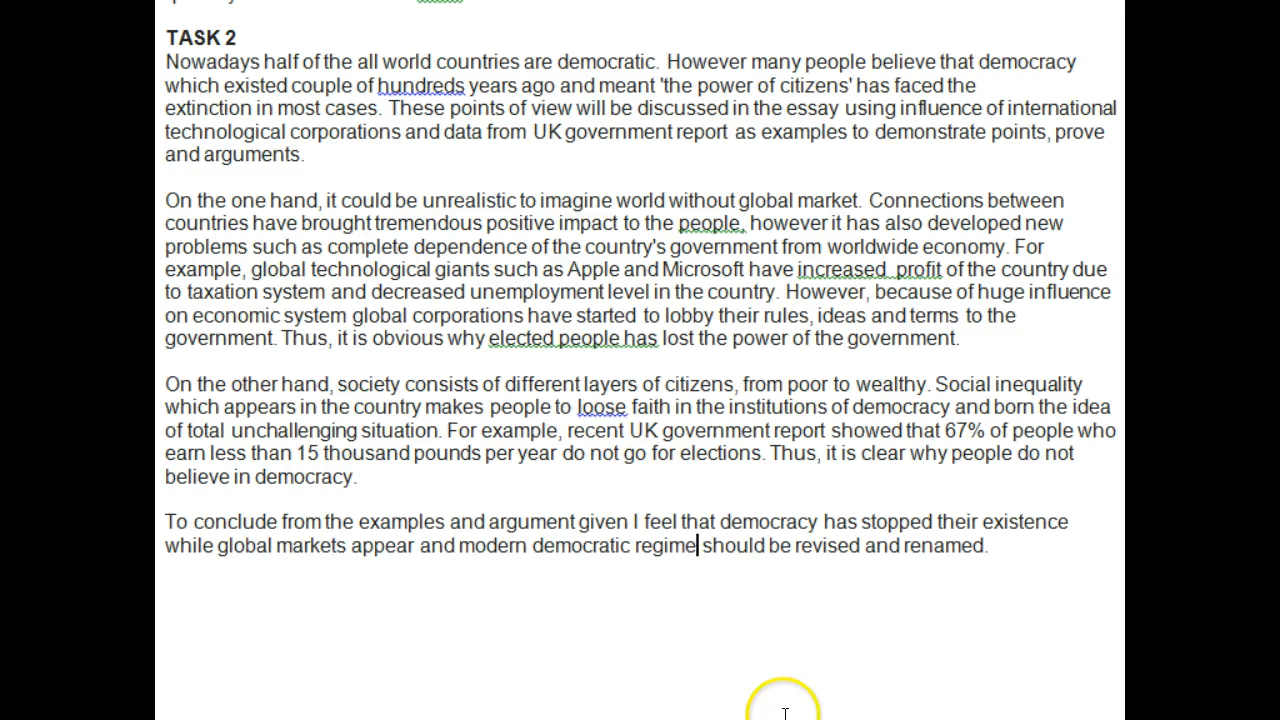 TASK 2
Nowadays half of the all world countries are democratic. However many people believe that democracy
which existed couple of hundreds years ago and meant 'the power of citizens' has faced the
extinction in most cases. These points of view will be discussed in the essay using influence of international
technological corporations and data from UK government report as examples to demonstrate points, prove
and arguments.
On the one hand, it could be unrealistic to imagine world without global market. Connections between
countries have brought tremendous positive impact to the people, however it has also developed new
problems such as complete dependence of the country's government from worldwide economy. For
example, global technological giants such as Apple and Microsoft have increased profit of the country due
to taxation system and decreased unemployment level in the country. However, because of huge influence
on economic system global corporations have started to lobby their rules, ideas and terms to the
government. Thus, it is obvious why elected people has lost the power of the government.
On the other hand, society consists of different layers of citizens, from poor to wealthy. Social inequality
which appears in the country makes people to loose faith in the institutions of democracy and born the idea
of total unchallenging situation. For example, recent UK government report showed that 67% of people who
earn less than 15 thousand pounds per year do not go for elections. Thus, it is clear why people do not
believe in democracy.
To conclude from the examples and argument given I feel that democracy has stopped their existence
while global markets appear and modern democratic regime should be revised and renamed.